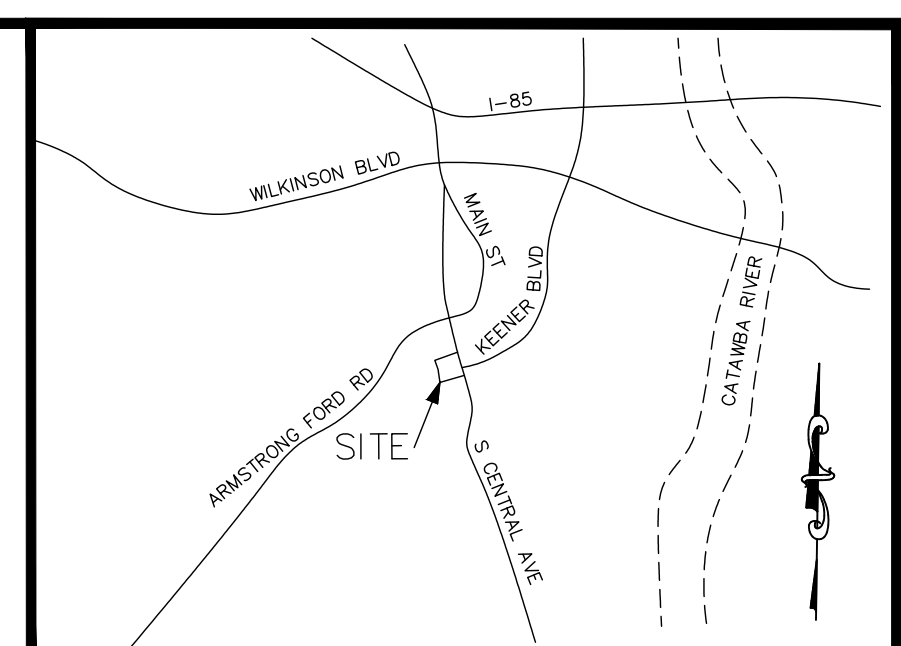 I-85
WILKINSON BLVD
MAIN ST
KEENER BLVD
CATAWBA RIVER
ARMSTRONG FORD RD
SITE
S CENTRAL AVE